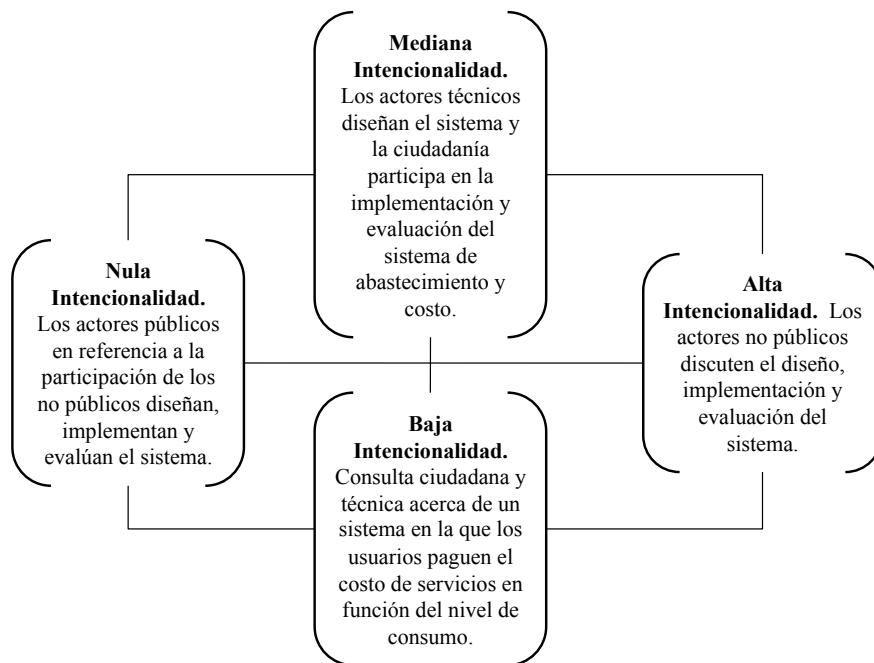 Mediana
Intencionalidad.
Los actores técnicos
diseñan el sistema y
la ciudadanía
participa en la
implementación y
evaluación del
sistema de
abastecimiento y
costo.
Nula
Intencionalidad.
Los actores públicos
en referencia a la
participación de los
no públicos diseñan,
implementan y
evalúan el sistema.
Alta
Intencionalidad. Los
actores no públicos
discuten el diseño,
implementación y
evaluación del
sistema.
Baja
Intencionalidad.
Consulta ciudadana y
técnica acerca de un
sistema en la que los
usuarios paguen el
costo de servicios en
función del nivel de
consumo.